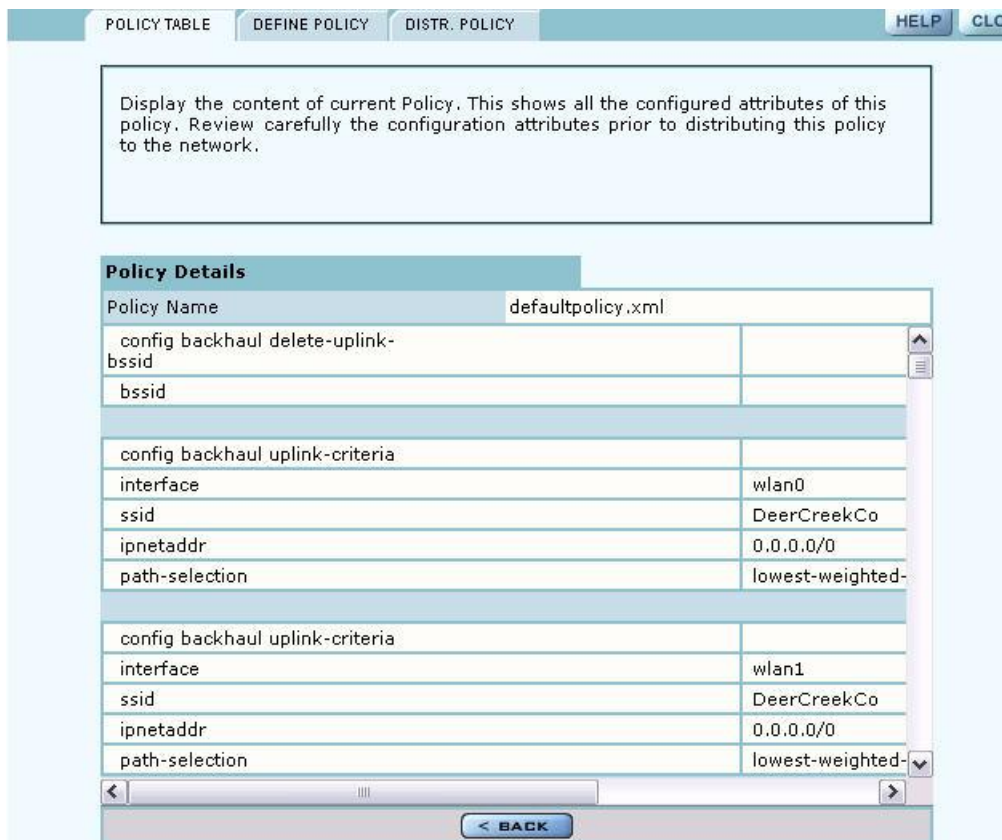 POLICY TABLE DEFINE POLICY DISTR. POLICY HELP
Display the content of current Policy. This shows all the configured attributes of this
policy. Review carefully the configuration attributes prior to distributing this policy
to the network.
Policy Details
Policy Name defaultpolicy.xml
config backhaul delete-uplink-
bssid
bssid
config backhaul uplink-criteria
interface wlan0
ssid DeerCreekCo
ipnetaddr 0.0.0.0/0
path-selection lowest-weighted-
config backhaul uplink-criteria
interface wlan1
ssid DeerCreekCo
ipnetaddr 0.0.0.0/0
path-selection lowest-weighted-
< BACK